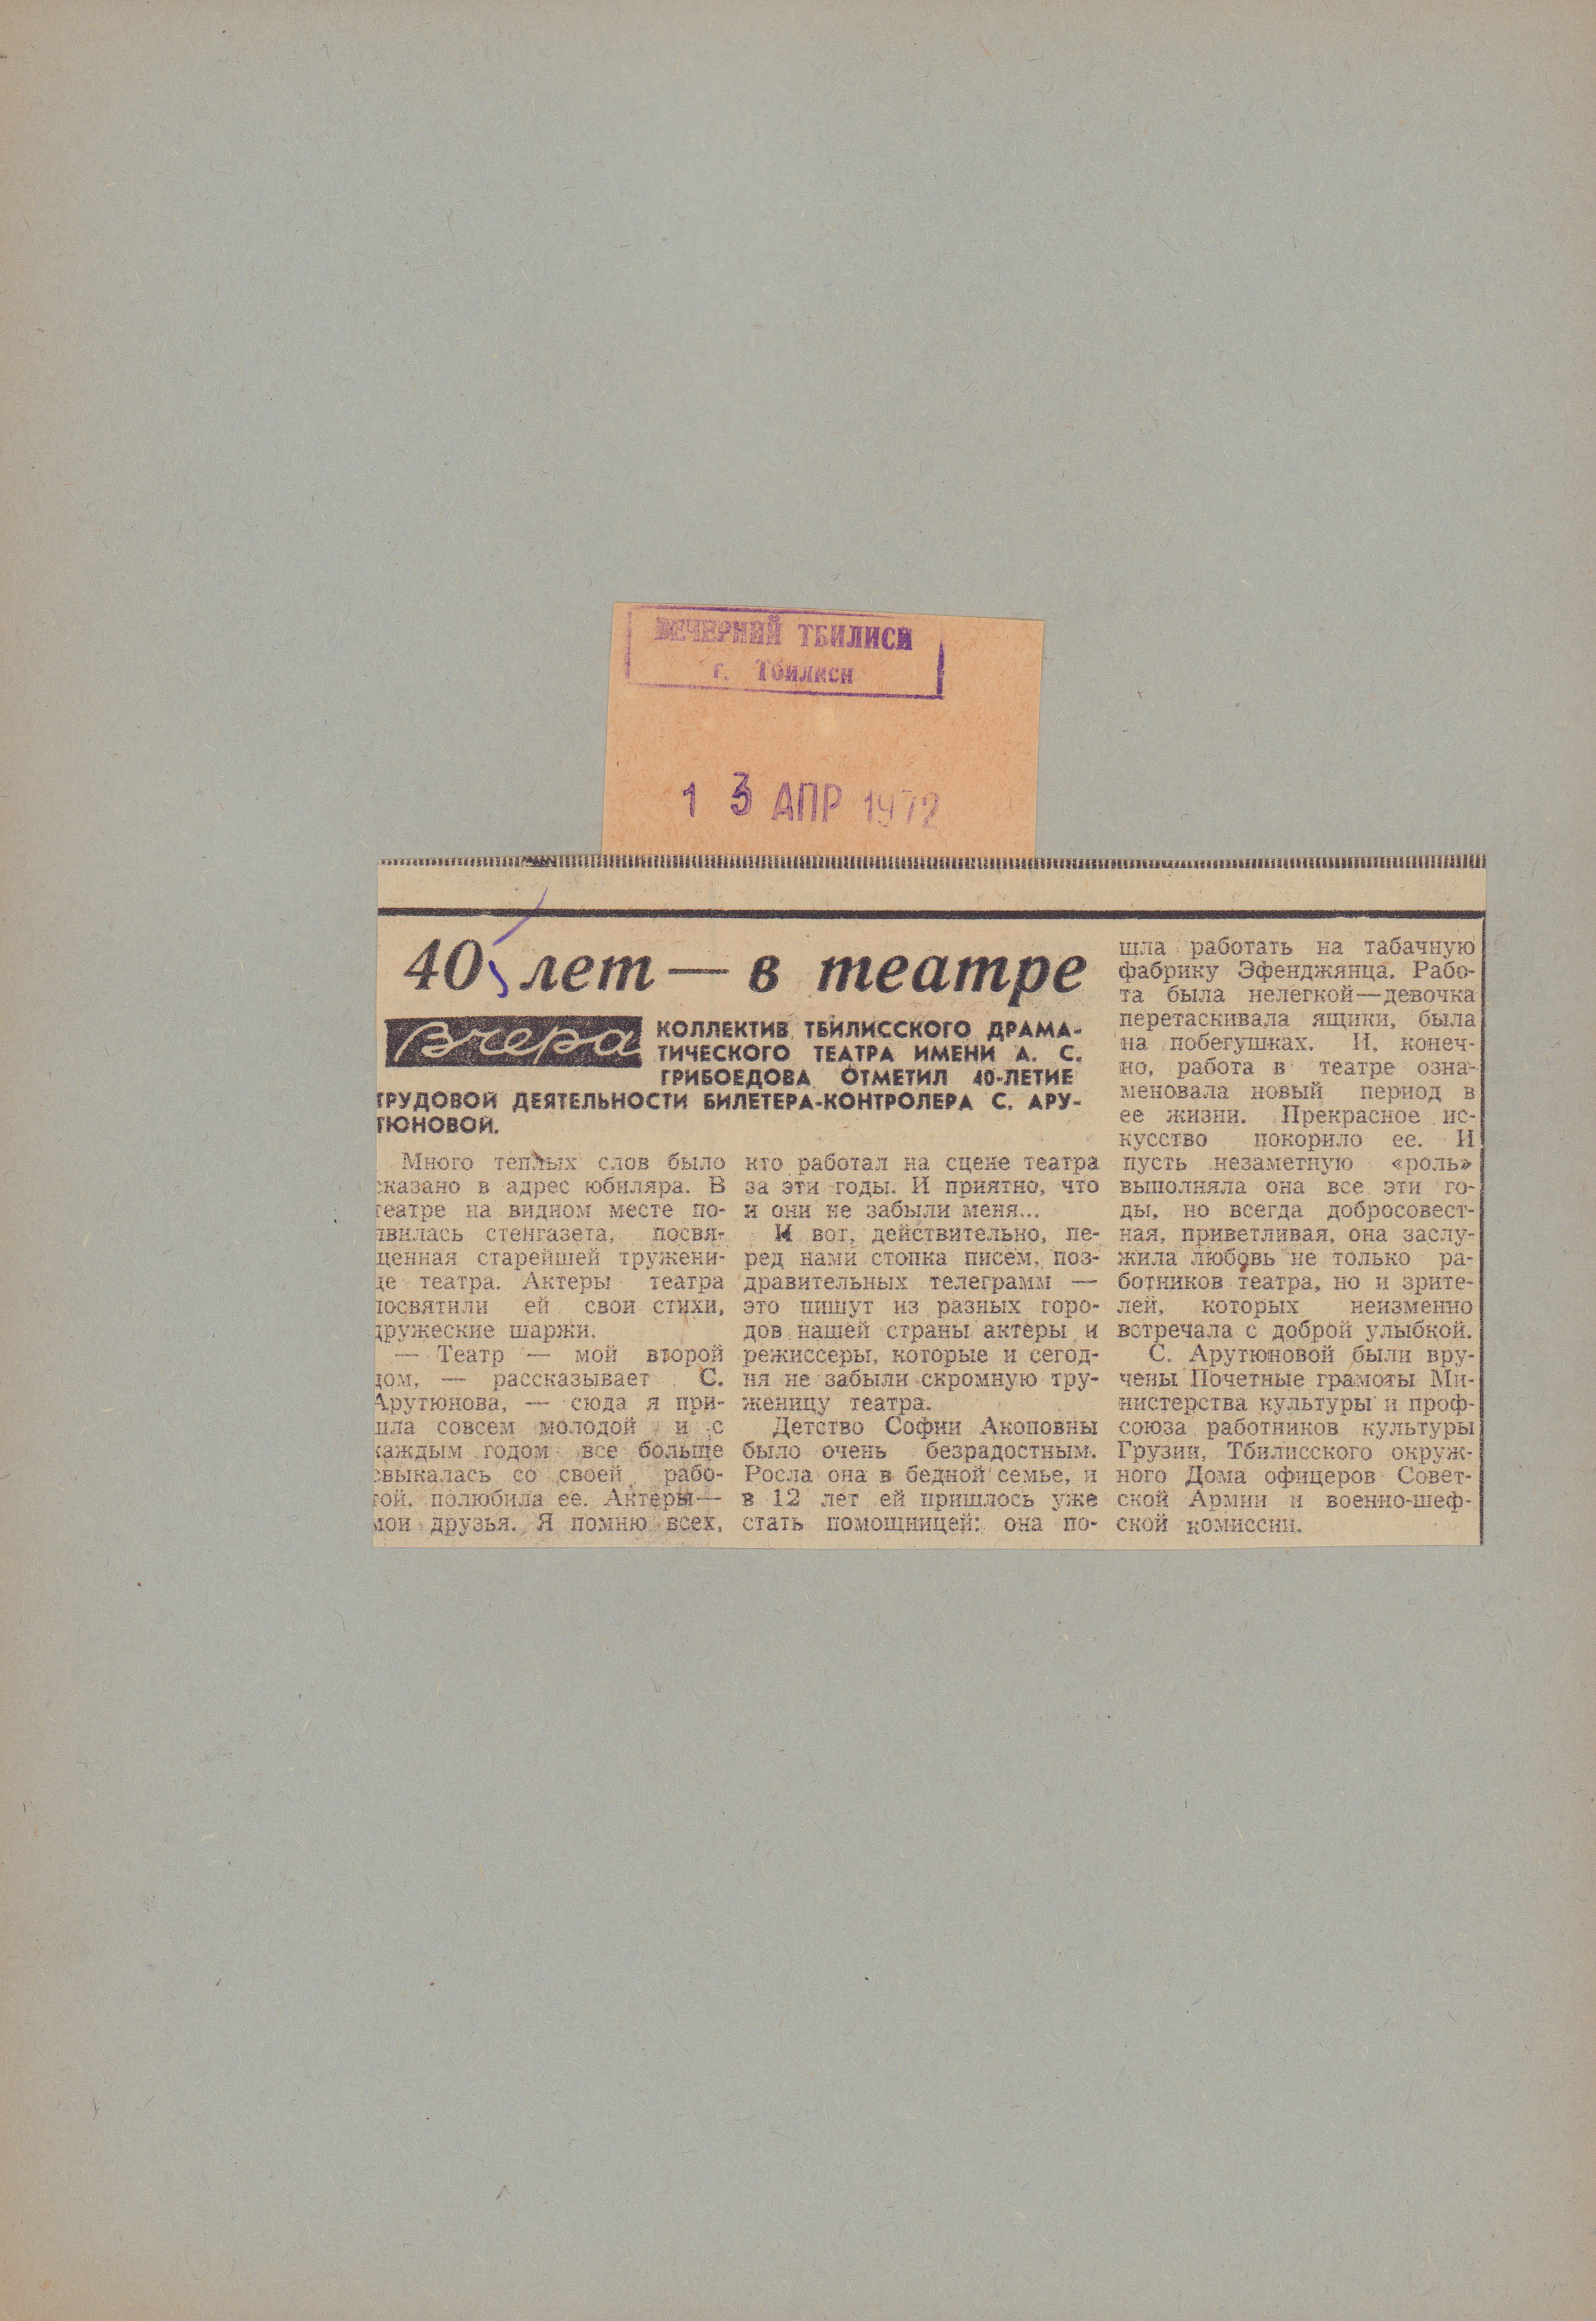 ВЕЧЕРНИЙ ТБИЛИСИ
г. Тбилиси
13 АПР 1972
40 лет — в театре
Вчера
КОЛЛЕКТИВ ТБИЛИССКОГО ДРАМА-
ТИЧЕСКОГО ТЕАТРА ИМЕНИ А. С.
ГРИБОЕДОВА ОТМЕТИЛ 40-ЛЕТИЕ
ТРУДОВОЙ ДЕЯТЕЛЬНОСТИ БИЛЕТЕРА-КОНТРОЛЕРА С. АРУ-
ТЮНОВОЙ.
Много теплых слов было
сказано в адрес юбиляра. В
театре на видном месте по-
явилась стенгазета, посвя-
щенная старейшей тружени-
це театра. Актеры театра
посвятили ей свои стихи,
дружеские шаржи.
— Театр — мой второй
дом, — рассказывает С.
Арутюнова, — сюда я при-
шла совсем молодой и с
каждым годом все больше
свыкалась со своей рабо-
той, полюбила ее. Актеры—
мои друзья. Я помню всех,
кто работал на сцене театра
за эти годы. И приятно, что
и они не забыли меня...
И вот, действительно, пе-
ред нами стопка писем, поз-
дравительных телеграмм —
это пишут из разных горо-
дов нашей страны актеры и
режиссеры, которые и сегод-
ня не забыли скромную тру-
женицу театра.
Детство Софии Акоповны
было очень безрадостным.
Росла она в бедной семье, и
в 12 лет ей пришлось уже
стать помощницей: она по-
шла работать на табачную
фабрику Эфенджянца. Рабо-
та была нелегкой—девочка
перетаскивала ящики, была
на побегушках. И, конеч-
но, работа в театре озна-
меновала новый период в
ее жизни. Прекрасное ис-
кусство покорило ее. И
пусть незаметную «роль»
выполняла она все эти го-
ды, но всегда добросовест-
ная, приветливая, она заслу-
жила любовь не только ра-
ботников театра, но и зрите-
лей, которых неизменно
встречала с доброй улыбкой.
С. Арутюновой были вру-
чены Почетные грамоты Ми-
нистерства культуры и проф-
союза работников культуры
Грузии, Тбилисского окруж-
ного Дома офицеров Совет-
ской Армии и военно-шеф-
ской комиссии.